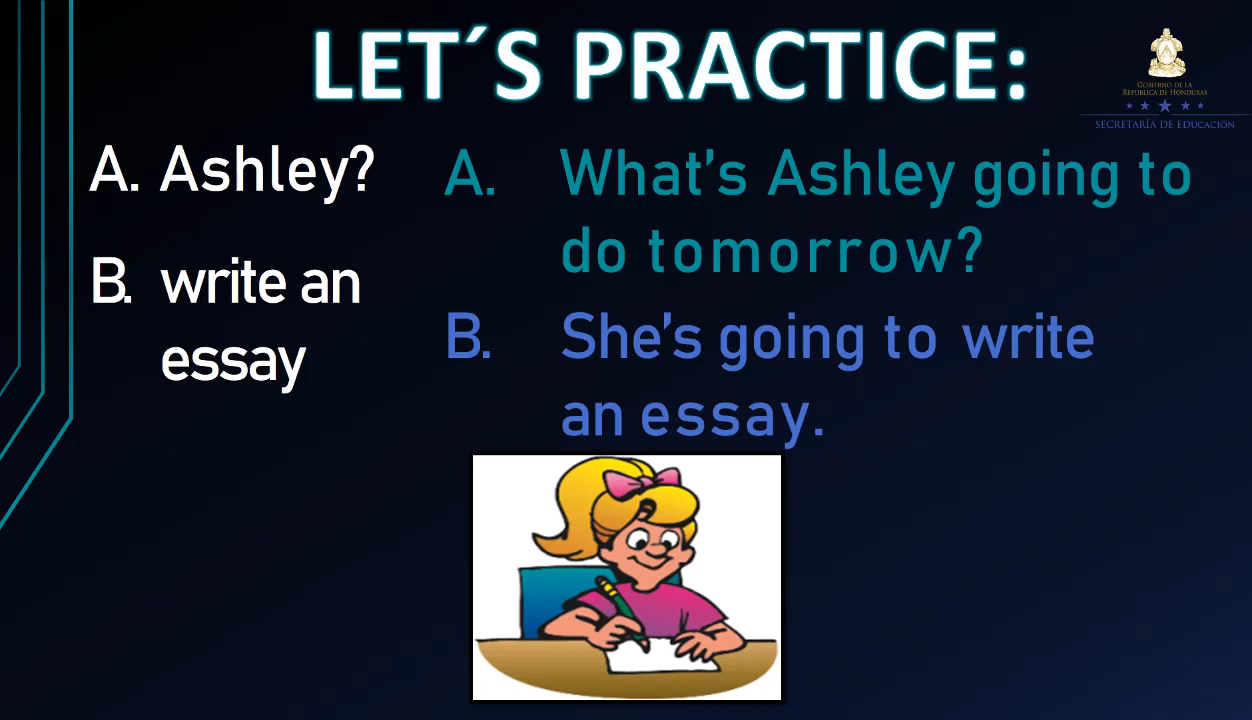 LET´S PRACTICE:
GOBIERNO DE LA
REPÚBLICA DE HONDURAS
SECRETARÍA DE EDUCACIÓN
A. Ashley?
B. write an
essay
A. What's Ashley going to
do tomorrow?
B. She's going to write
an essay.